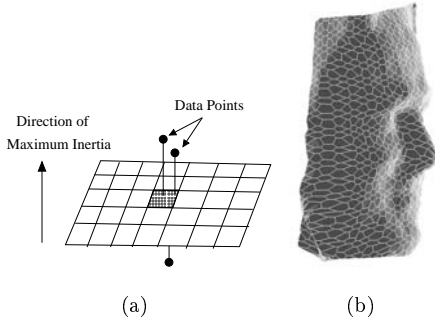 Data Points
Direction of
Maximum Inertia
(a)
(b)